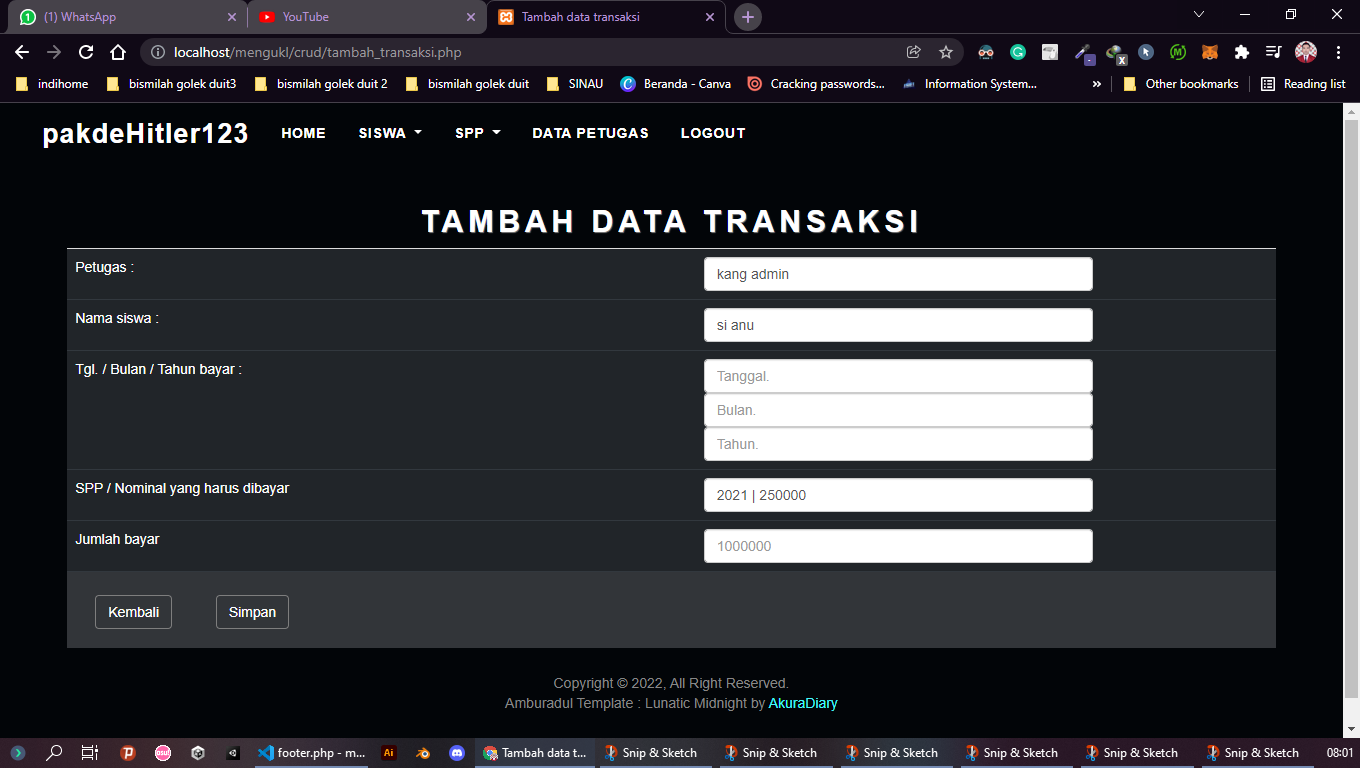 (1) WhatsApp
YouTube
Tambah data transaksi
localhost/mengukl/crud/tambah_transaksi.php
indihome
bismilah golek duit3
bismilah golek duit 2
bismilah golek duit
SINAU
Beranda - Canva
Cracking passwords...
Information System...
Other bookmarks
Reading list
pakdeHitler123
HOME
SISWA
SPP
DATA PETUGAS
LOGOUT
TAMBAH DATA TRANSAKSI
Petugas :
kang admin
Nama siswa :
si anu
Tgl. / Bulan / Tahun bayar :
Tanggal.
Bulan.
Tahun.
SPP / Nominal yang harus dibayar
2021 | 250000
Jumlah bayar
1000000
Kembali
Simpan
Copyright © 2022, All Right Reserved.
Amburadul Template : Lunatic Midnight by AkuraDiary
osu!
footer.php - m...
Ai
Tambah data t...
Snip & Sketch
Snip & Sketch
Snip & Sketch
Snip & Sketch
Snip & Sketch
Snip & Sketch
08:01